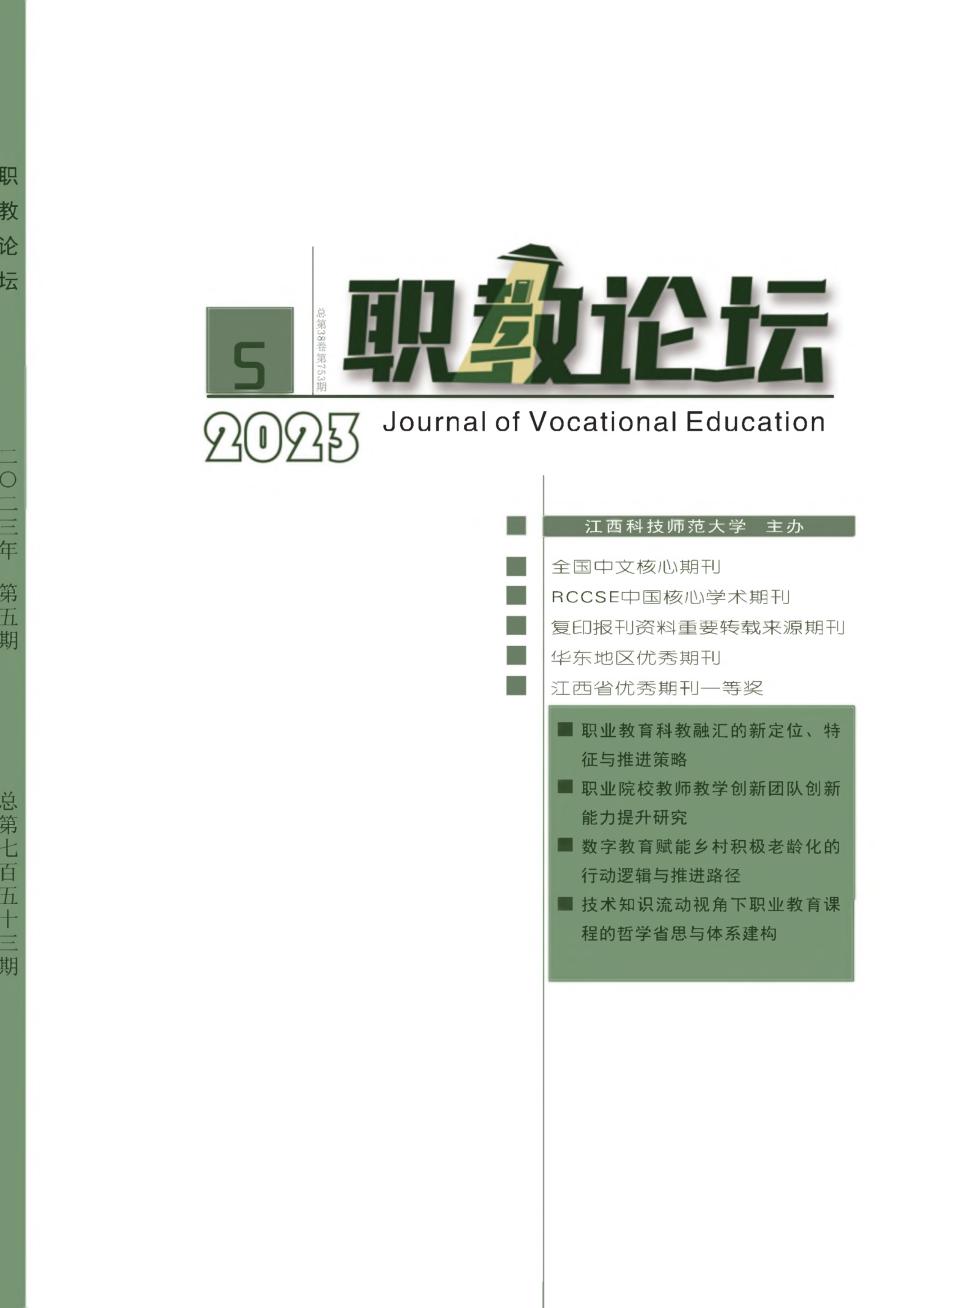 职教论坛
二〇二三年 第五期
总第七百五十三期
5
总第38卷第753期
职教论坛
2023
Journal of Vocational Education
江西科技师范大学 主办
全国中文核心期刊
RCCSE中国核心学术期刊
复印报刊资料重要转载来源期刊
华东地区优秀期刊
江西省优秀期刊一等奖
职业教育科教融汇的新定位、特
征与推进策略
职业院校教师教学创新团队创新
能力提升研究
数字教育赋能乡村积极老龄化的
行动逻辑与推进路径
技术知识流动视角下职业教育课
程的哲学省思与体系建构